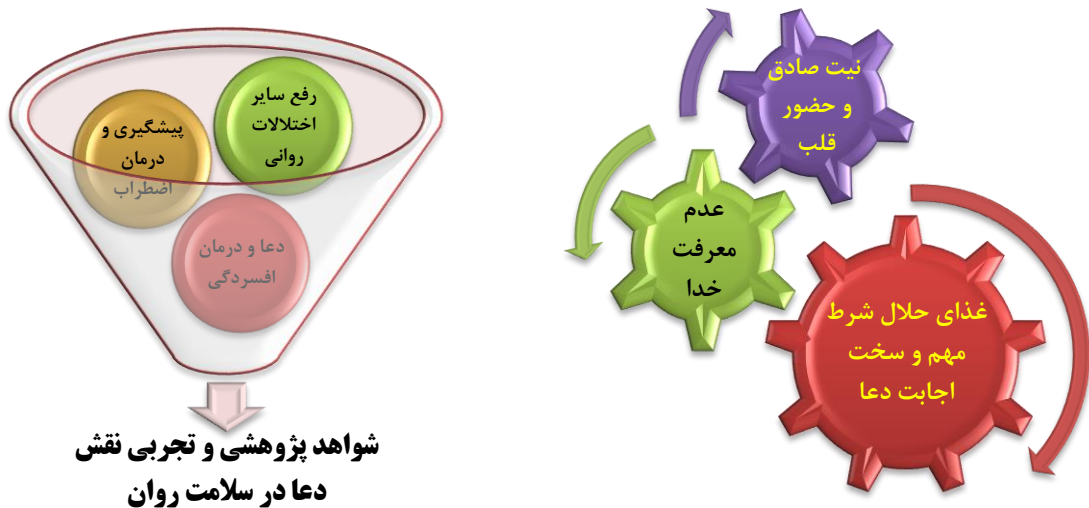 نیت صادق
و حضور
قلب
عدم
معرفت
خدا
غذای حلال شرط
مهم و سخت
اجابت دعا
رفع سایر
اختلالات
روانی
پیشگیری و
درمان
اضطراب
دعا و درمان
افسردگی
شواهد پژوهشی و تجربی نقش
دعا در سلامت روان